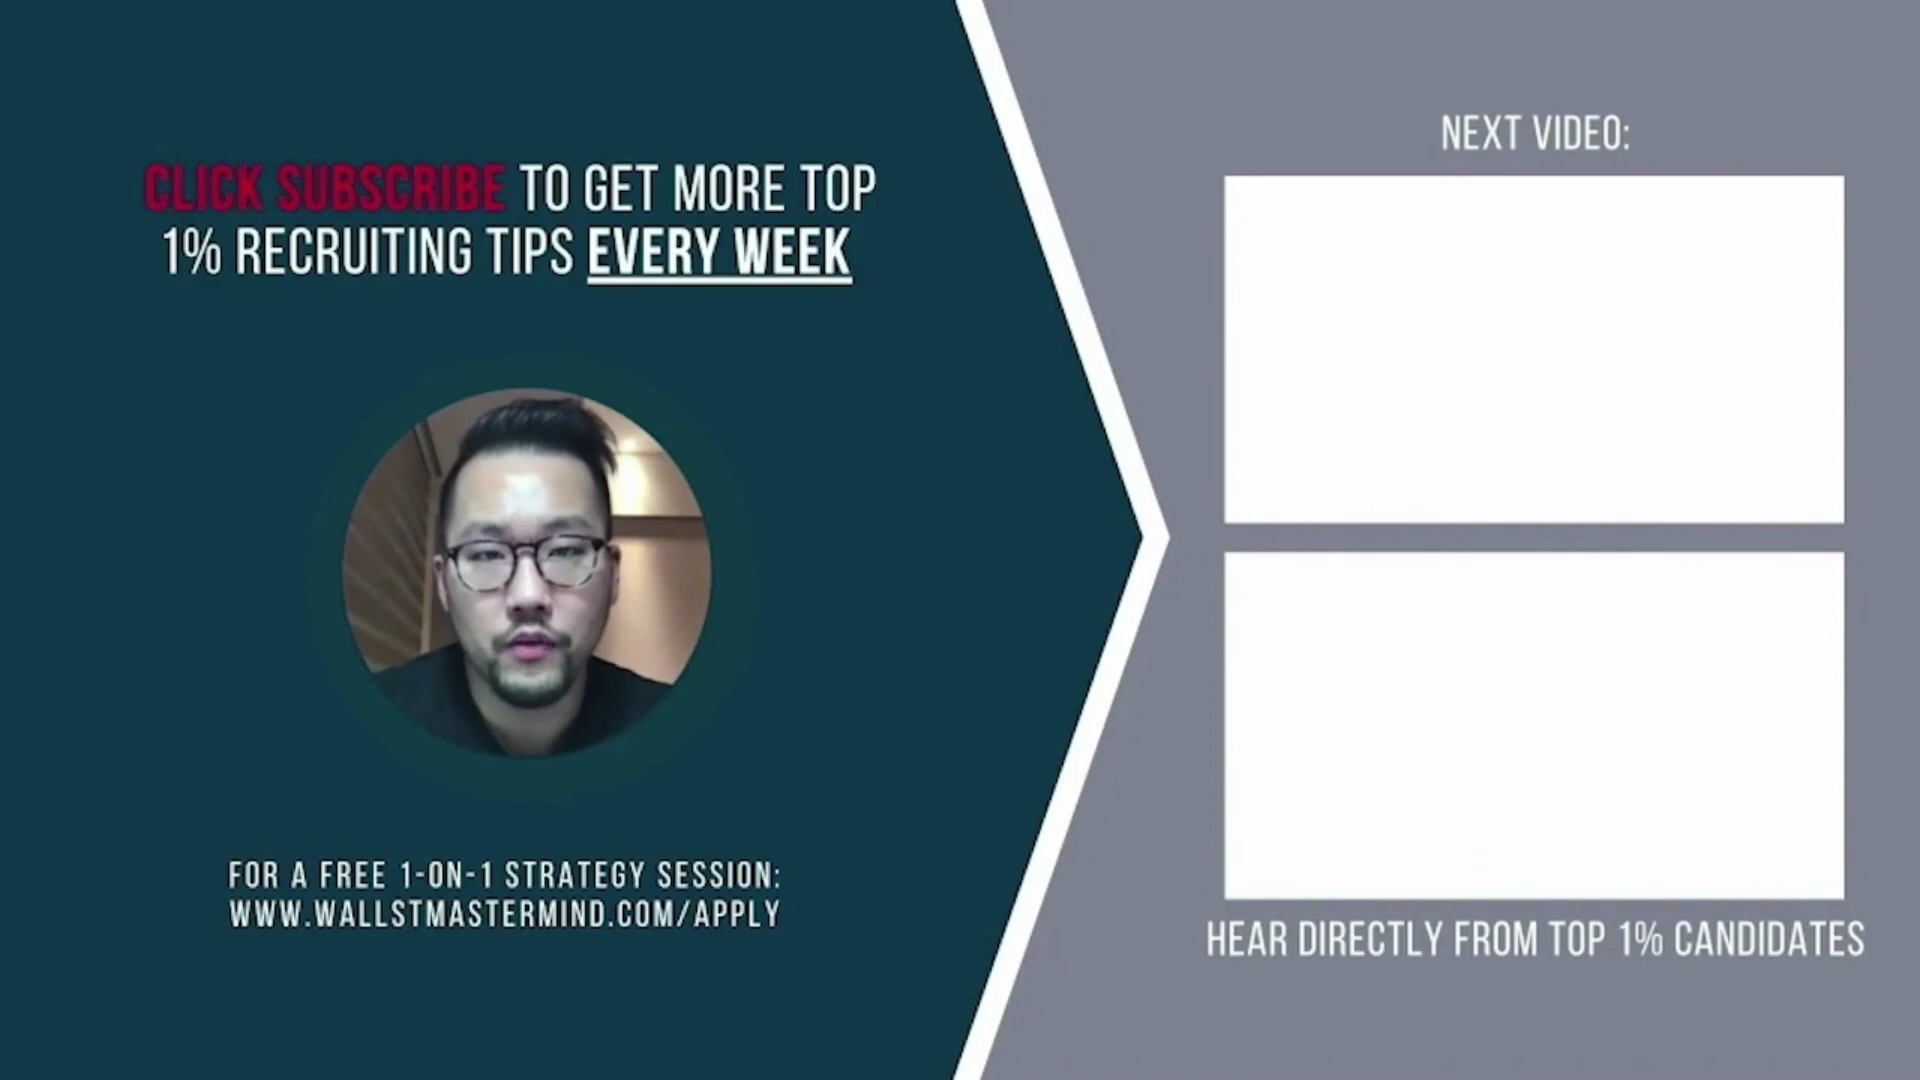 CLICK SUBSCRIBE TO GET MORE TOP
1% RECRUITING TIPS EVERY WEEK
FOR A FREE 1-ON-1 STRATEGY SESSION:
WWW.WALLSTMASTERMIND.COM/APPLY
NEXT VIDEO:
HEAR DIRECTLY FROM TOP 1% CANDIDATES